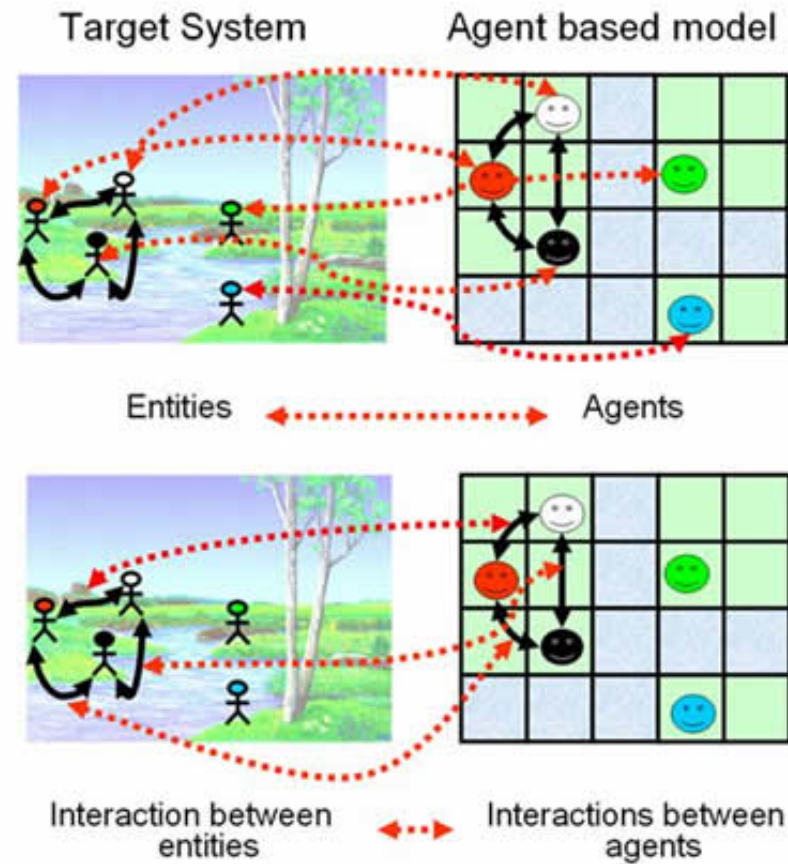 Target System
Agent based model
Entities
Agents
Interaction between
entities
Interactions between
agents